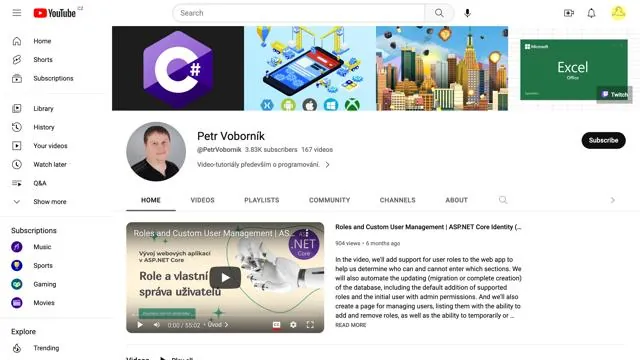 YouTube CZ
Search
Home
Shorts
Subscriptions
Library
History
Your videos
Watch later
Q&A
Show more
Subscriptions
Music
Sports
Gaming
Movies
Explore
Trending
C#
Microsoft
Excel
Office
Twitch
Petr Voborník
@PetrVobornik 3.83K subscribers 167 videos
Video-tutoriály především o programování.
Subscribe
HOME VIDEOS PLAYLISTS COMMUNITY CHANNELS ABOUT
Role and Custom User Management | AS...
Vývoj webových aplikací
v ASP.NET Core
Role a vlastní
správa uživatelů
.NET
Core
0:00 / 55:02 Úvod
Roles and Custom User Management | ASP.NET Core Identity (...
904 views • 6 months ago
In the video, we'll add support for user roles to the web app to
help us determine who can and cannot enter which sections. We
will also automate the updating (migration or complete creation)
of the database, including the default addition of supported
roles and the initial user with admin permissions. And we'll also
create a page for managing users, listing them with the ability to
add and remove roles, as well as the ability to temporarily or ...
READ MORE
Videos Play all